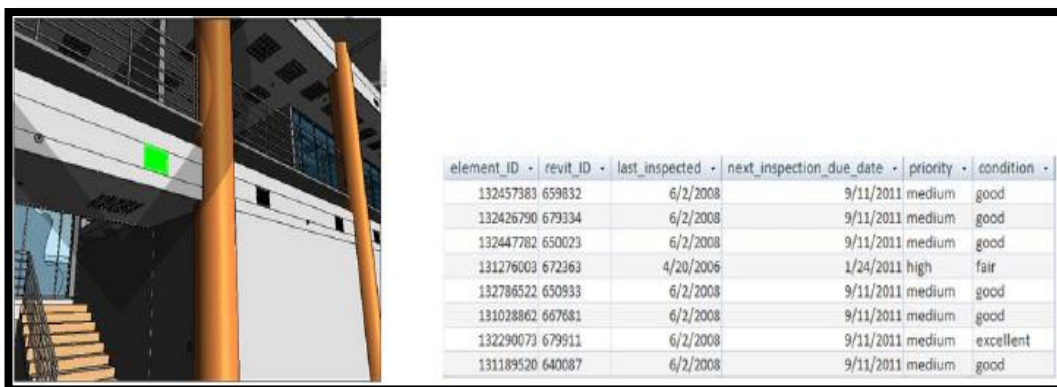 element_ID revit_ID last_inspected next_inspection_due_date priority condition
132457383 659832 6/2/2008 9/11/2011 medium good
132426790 679334 6/2/2008 9/11/2011 medium good
132447782 650023 6/2/2008 9/11/2011 medium good
131276003 672363 4/20/2006 1/24/2011 high fair
132786522 650933 6/2/2008 9/11/2011 medium good
131028862 667681 6/2/2008 9/11/2011 medium good
132290073 679911 6/2/2008 9/11/2011 medium excellent
131189520 640087 6/2/2008 9/11/2011 medium good